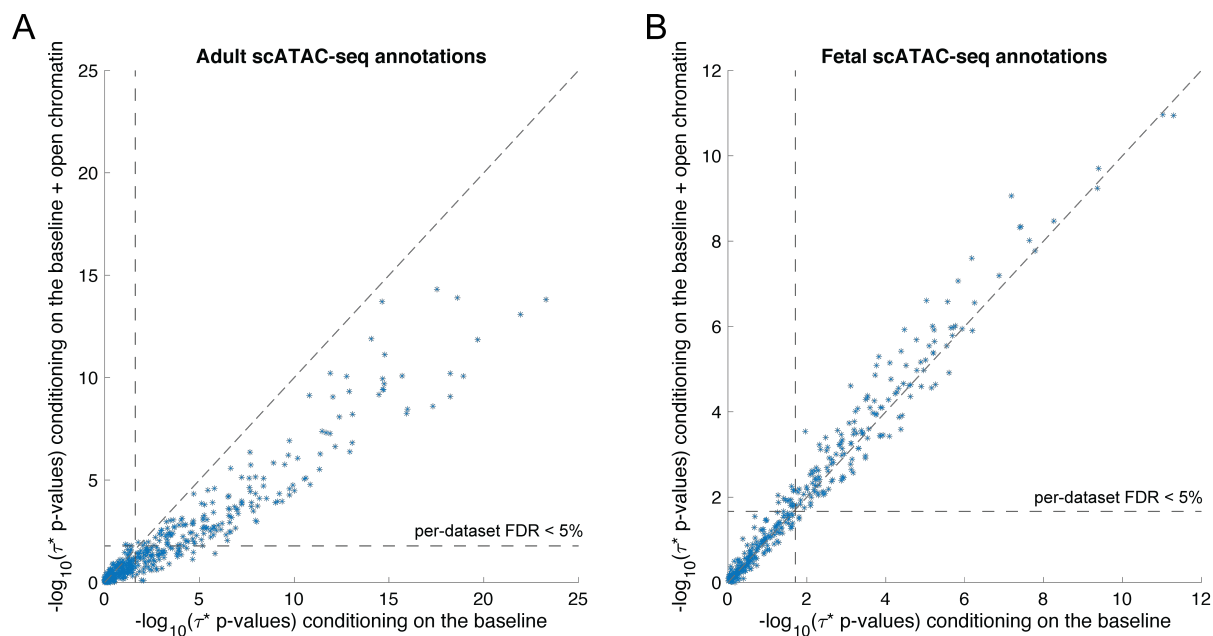 A
Adult scATAC-seq annotations
-log10(τ* p-values) conditioning on the baseline + open chromatin
25
20
15
10
5
0
per-dataset FDR < 5%
0 5 10 15 20 25
-log10(τ* p-values) conditioning on the baseline
B
Fetal scATAC-seq annotations
-log10(τ* p-values) conditioning on the baseline + open chromatin
12
10
8
6
4
2
0
per-dataset FDR < 5%
0 2 4 6 8 10 12
-log10(τ* p-values) conditioning on the baseline